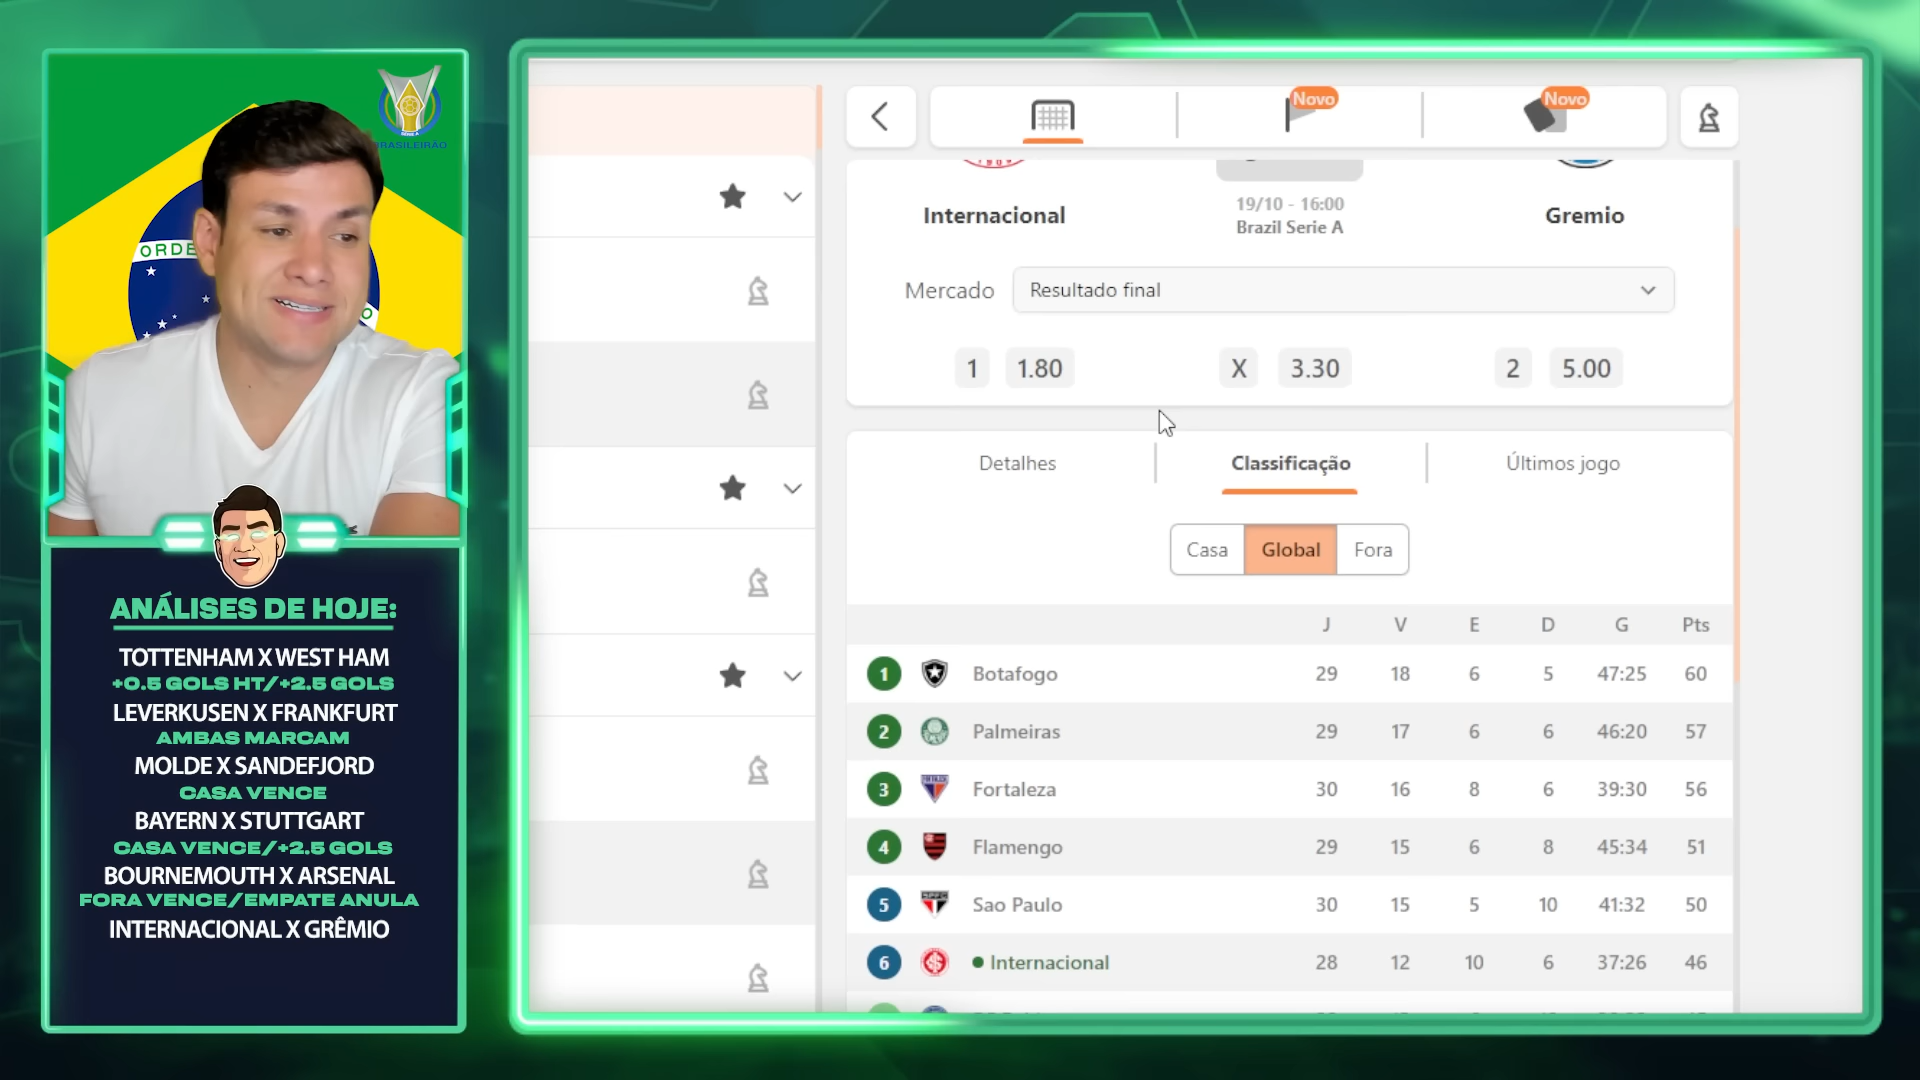 SÉRIE A
BRASILEIRÃO
ORDE
O
ANÁLISES DE HOJE:
TOTTENHAM X WEST HAM
+0.5 GOLS HT/+2.5 GOLS
LEVERKUSEN X FRANKFURT
AMBAS MARCAM
MOLDE X SANDEFJORD
CASA VENCE
BAYERN X STUTTGART
CASA VENCE/+2.5 GOLS
BOURNEMOUTH X ARSENAL
FORA VENCE/EMPATE ANULA
INTERNACIONAL X GRÊMIO
Novo Novo
Internacional 19/10 - 16:00 Gremio
Brazil Serie A
Mercado Resultado final
1 1.80 X 3.30 2 5.00
Detalhes Classificação Últimos jogo
Casa Global Fora
J V E D G Pts
1 Botafogo 29 18 6 5 47:25 60
2 Palmeiras 29 17 6 6 46:20 57
3 Fortaleza 30 16 8 6 39:30 56
4 Flamengo 29 15 6 8 45:34 51
5 Sao Paulo 30 15 5 10 41:32 50
6 Internacional 28 12 10 6 37:26 46